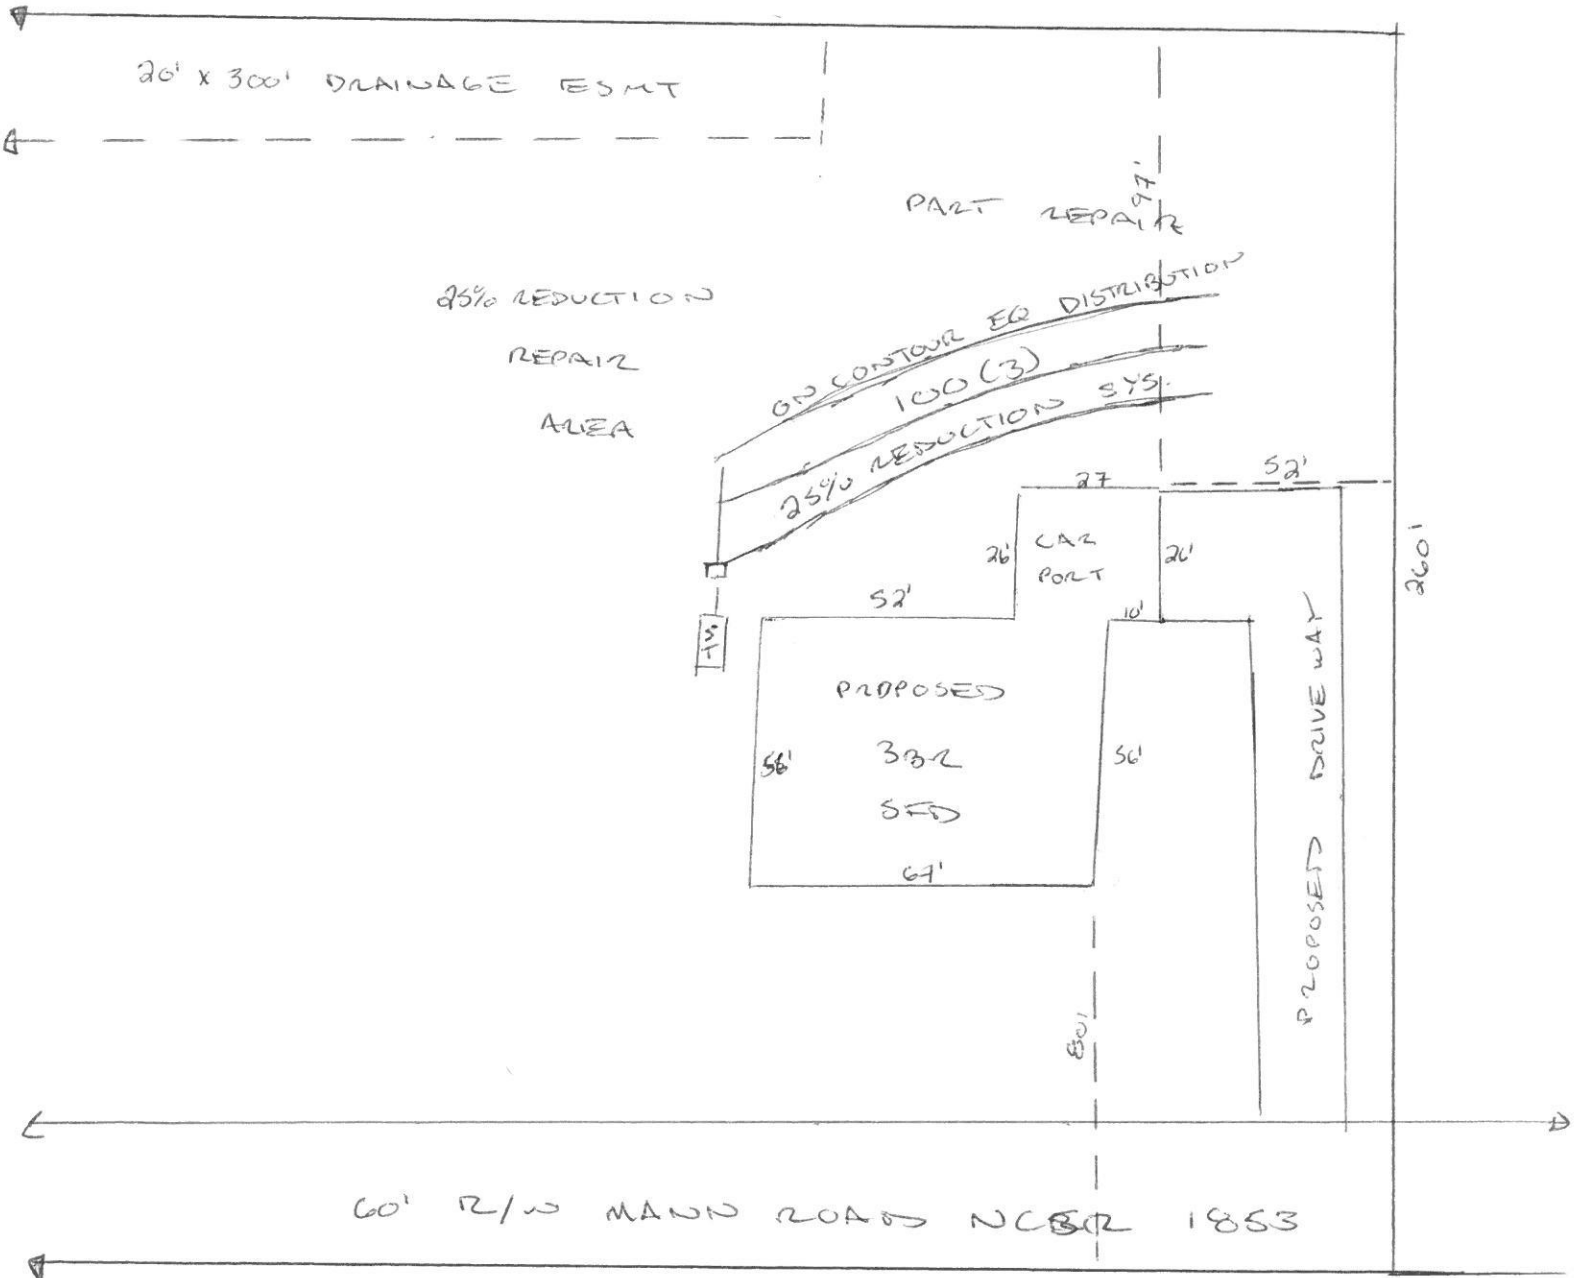 20' x 300' DRAINAGE ESMT
97'
PART REPAIR
25% REDUCTION
REPAIR
AREA
ON CONTOUR EQ DISTRIBUTION
100 (3)
25% REDUCTION SYS.
27
52'
26'
CAR
PORT
26'
52'
10'
PROPOSED
3BR
SFD
56'
56'
67'
80'
PROPOSED DRIVEWAY
260'
60' R/W MANN ROAD NCSR 1853